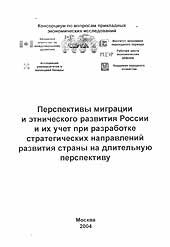 Консорциум по вопросам прикладных
экономических исследований
Перспективы миграции
и этнического развития России
и их учет при разработке
стратегических направлений
развития страны на длительную
перспективу
Москва
2004